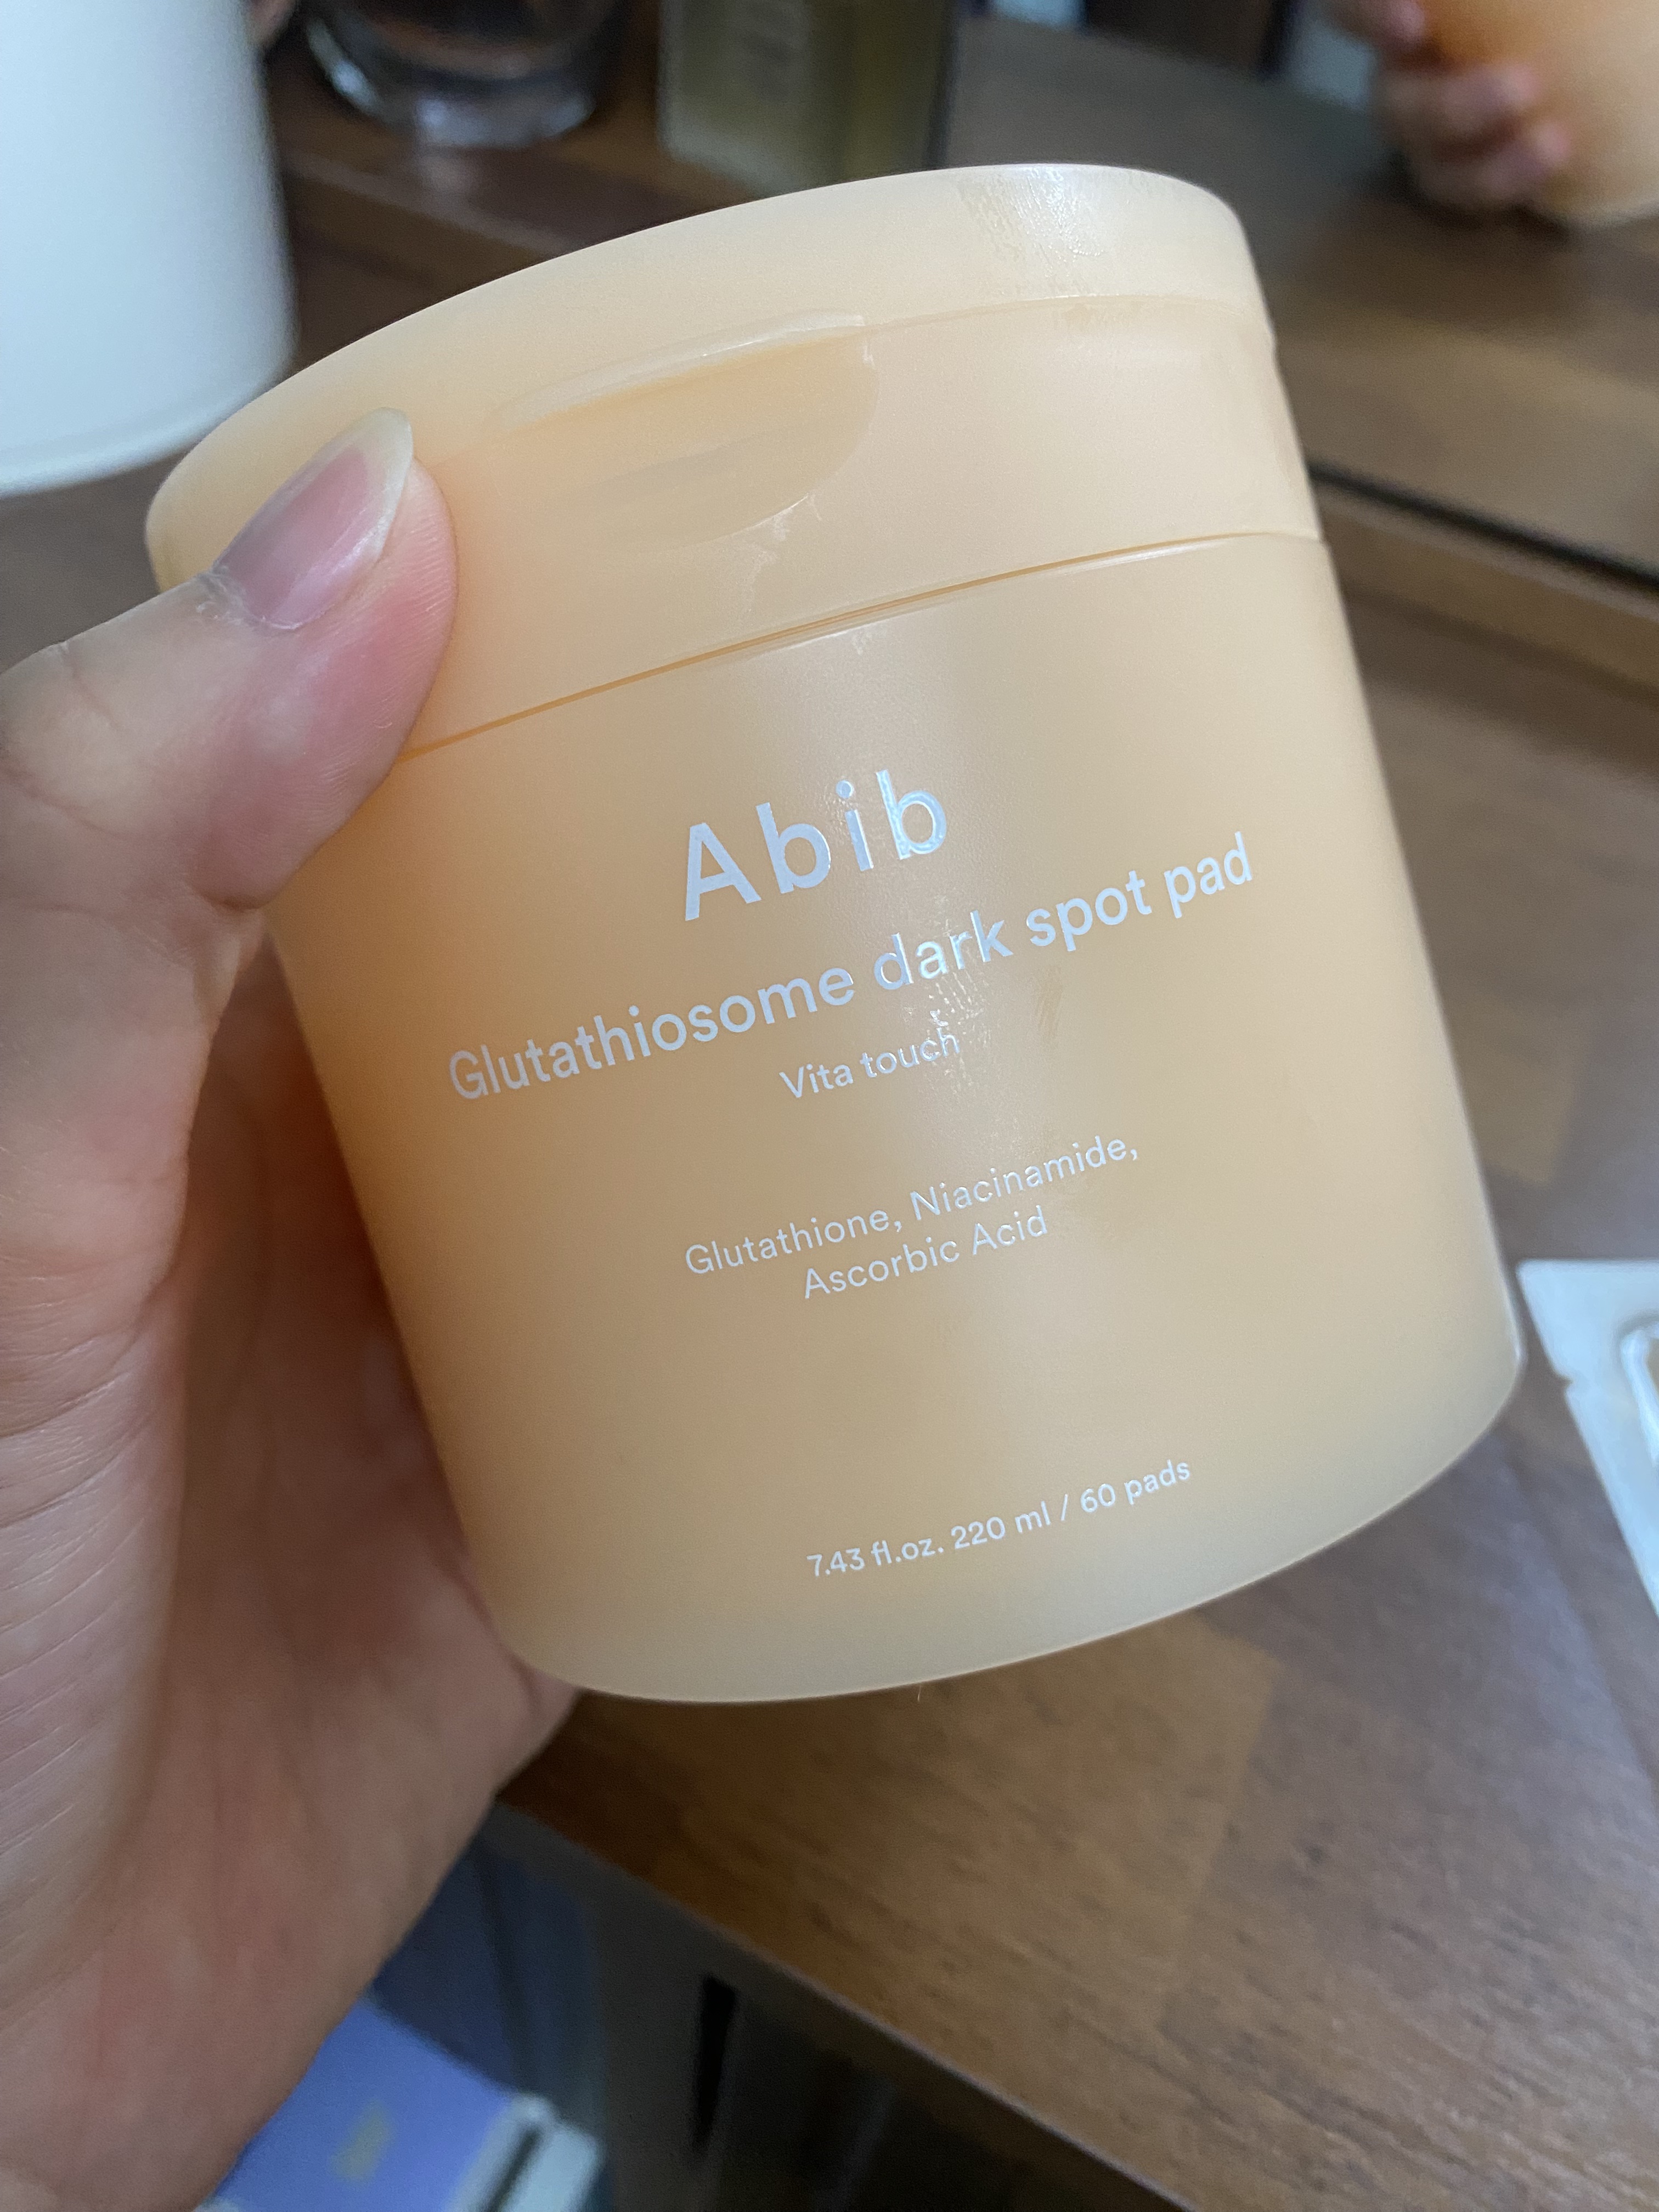 Abib
Glutathiosome dark spot pad
Vita touch
Glutathione, Niacinamide,
Ascorbic Acid
7.43 fl.oz. 220 ml / 60 pads